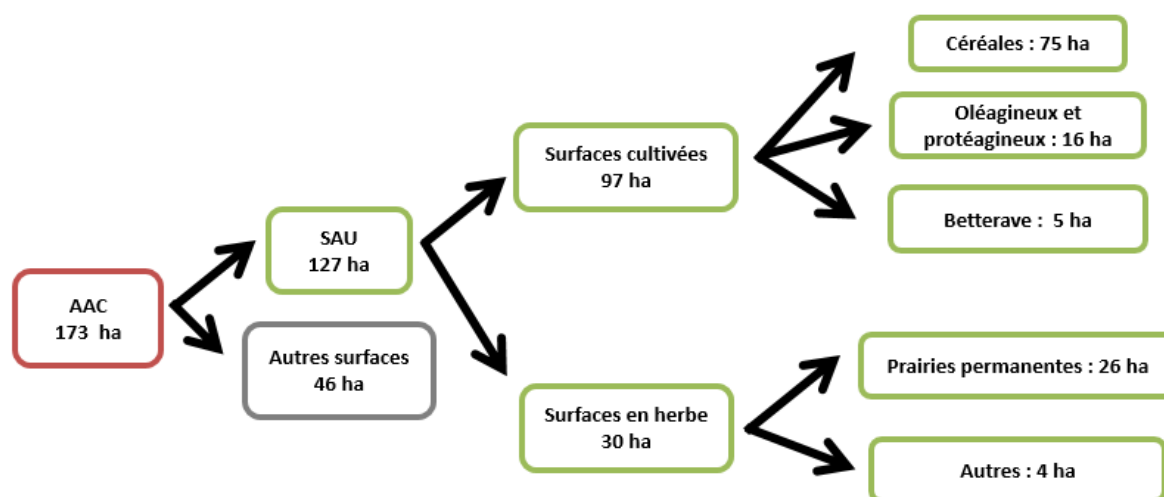 AAC
173 ha
SAU
127 ha
Autres surfaces
46 ha
Surfaces cultivées
97 ha
Surfaces en herbe
30 ha
Céréales : 75 ha
Oléagineux et
protéagineux : 16 ha
Betterave : 5 ha
Prairies permanentes : 26 ha
Autres : 4 ha